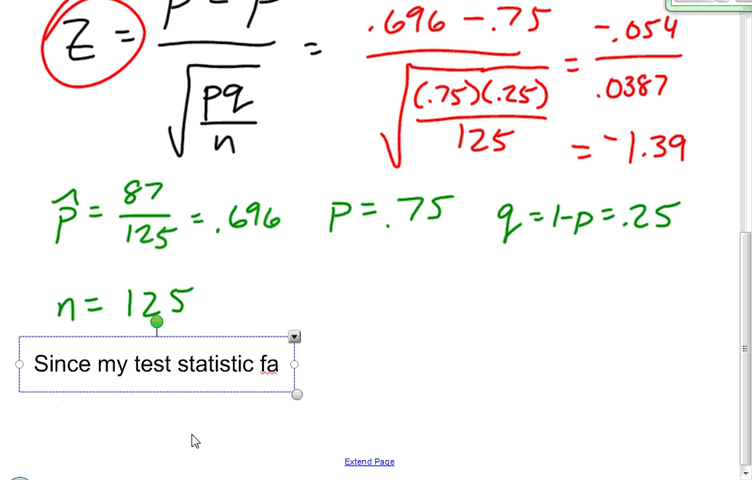 Z = p̂ - p / √(pq/n) = .696 - .75 / √((.75)(.25)/125) = -.054 / .0387
= -1.39
p̂ = 87/125 = .696 p = .75 q = 1-p = .25
n = 125
Since my test statistic fa
Extend Page